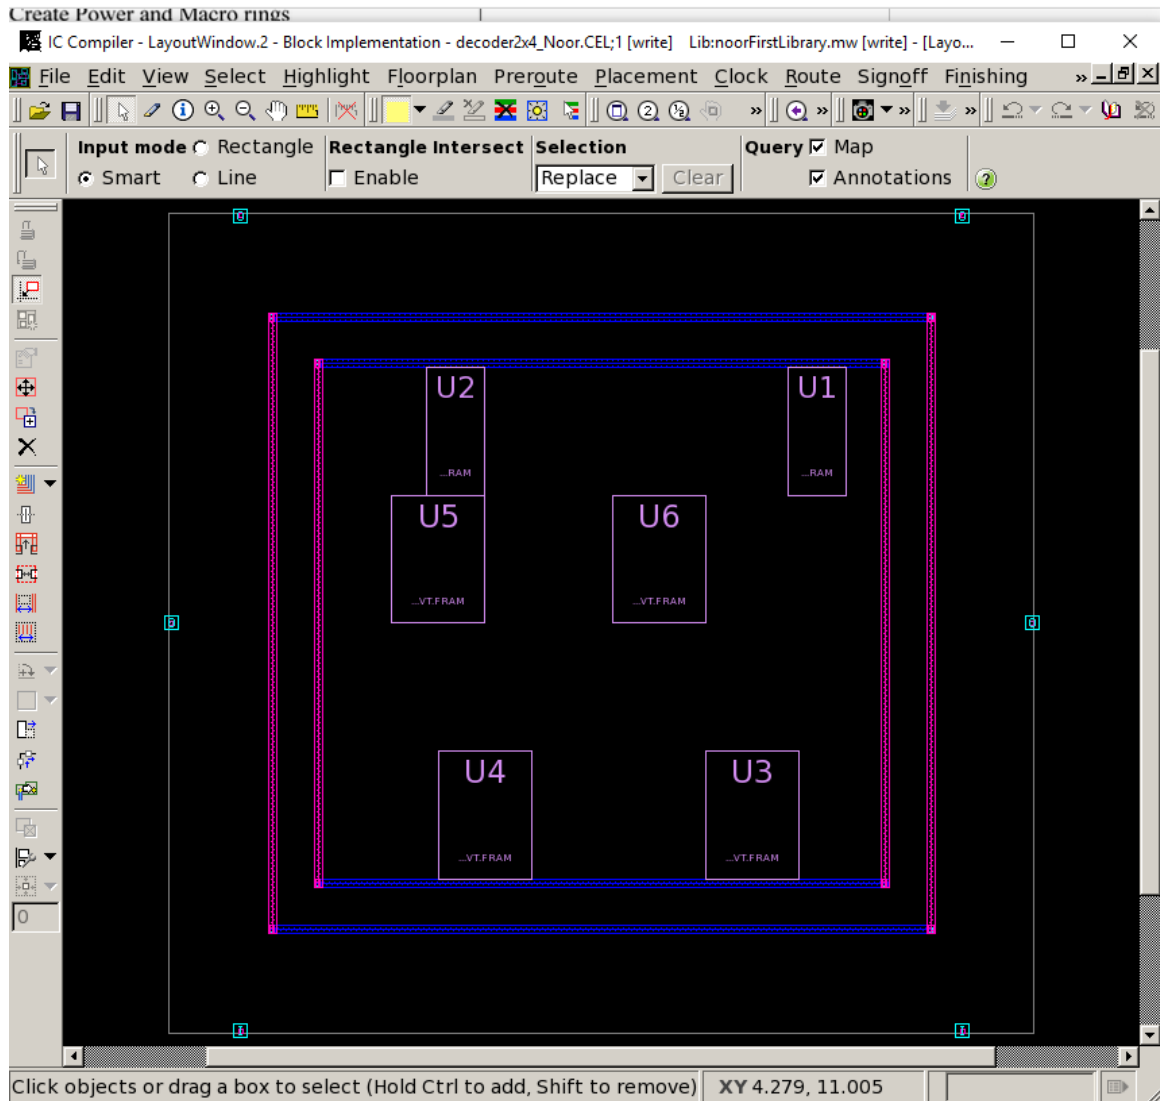 Create Power and Macro rings
IC Compiler - LayoutWindow.2 - Block Implementation - decoder2x4_Noor.CEL;1 [write] Lib:noorFirstLibrary.mw [write] - [Layo...
File Edit View Select Highlight Floorplan Preroute Placement Clock Route Signoff Finishing »
Input mode Rectangle Rectangle Intersect Selection Query Map
Smart Line Enable Replace Clear Annotations
U2 U1
...RAM ...RAM
U5 U6
...VT.FRAM ...VT.FRAM
U4 U3
...VT.FRAM ...VT.FRAM
0
Click objects or drag a box to select (Hold Ctrl to add, Shift to remove) XY 4.279, 11.005